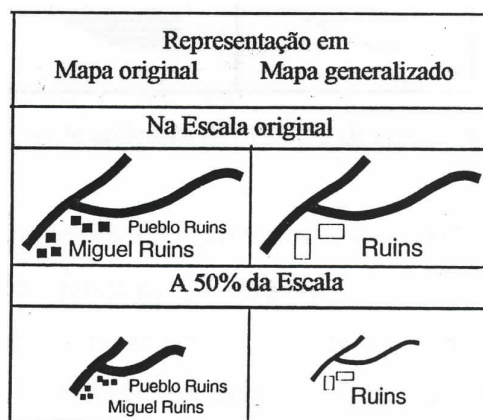 Representação em
Mapa original Mapa generalizado
Na Escala original
Pueblo Ruins
Miguel Ruins
Ruins
A 50% da Escala
Pueblo Ruins
Miguel Ruins
Ruins